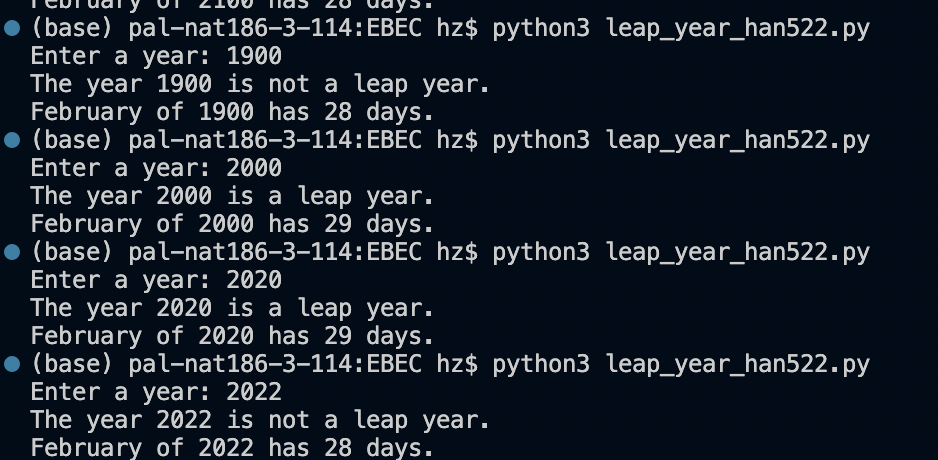 February of 2100 has 28 days.
(base) pal-nat186-3-114:EBEC hz$ python3 leap_year_han522.py
Enter a year: 1900
The year 1900 is not a leap year.
February of 1900 has 28 days.
(base) pal-nat186-3-114:EBEC hz$ python3 leap_year_han522.py
Enter a year: 2000
The year 2000 is a leap year.
February of 2000 has 29 days.
(base) pal-nat186-3-114:EBEC hz$ python3 leap_year_han522.py
Enter a year: 2020
The year 2020 is a leap year.
February of 2020 has 29 days.
(base) pal-nat186-3-114:EBEC hz$ python3 leap_year_han522.py
Enter a year: 2022
The year 2022 is not a leap year.
February of 2022 has 28 days.